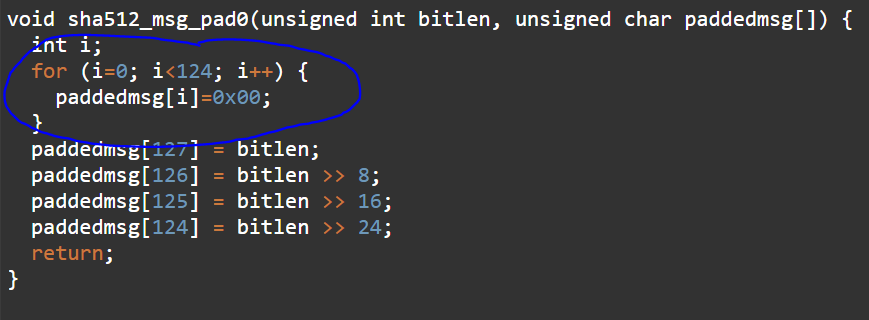 void sha512_msg_pad0(unsigned int bitlen, unsigned char paddedmsg[]) {
  int i;
  for (i=0; i<124; i++) {
    paddedmsg[i]=0x00;
  }
  paddedmsg[127] = bitlen;
  paddedmsg[126] = bitlen >> 8;
  paddedmsg[125] = bitlen >> 16;
  paddedmsg[124] = bitlen >> 24;
  return;
}